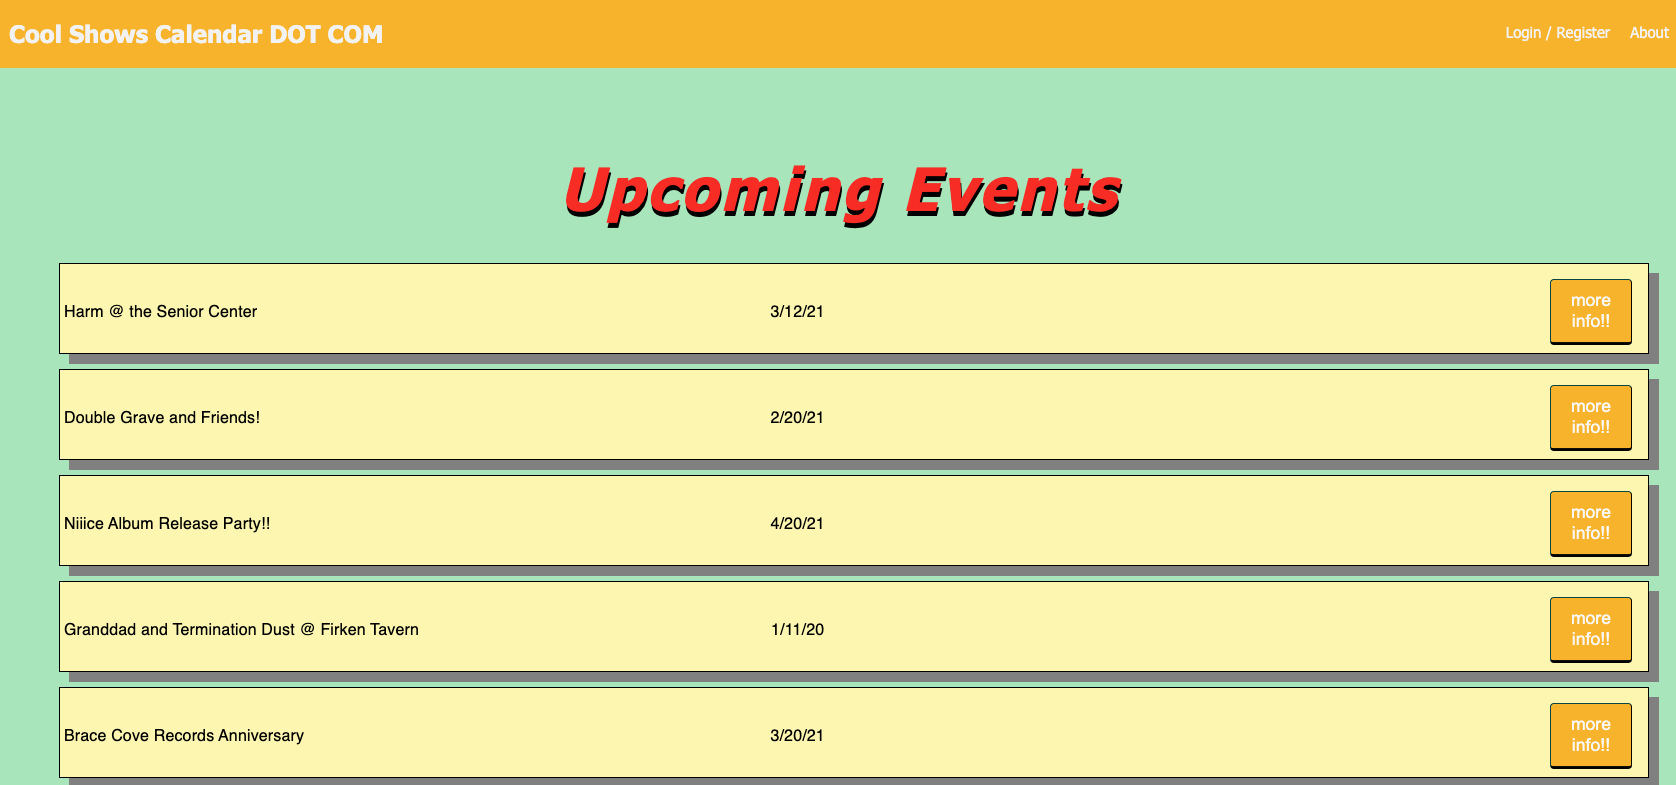 Cool Shows Calendar DOT COM
Login / Register
About
Upcoming Events
Harm @ the Senior Center
3/12/21
more
info!!
Double Grave and Friends!
2/20/21
more
info!!
Niiice Album Release Party!!
4/20/21
more
info!!
Granddad and Termination Dust @ Firken Tavern
1/11/20
more
info!!
Brace Cove Records Anniversary
3/20/21
more
info!!